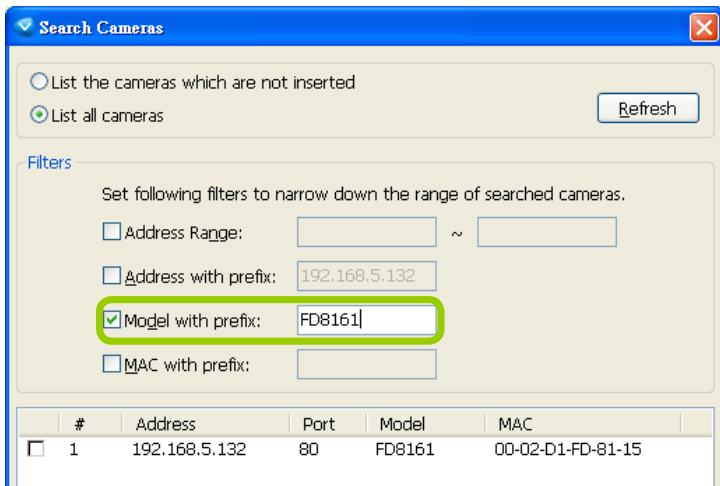 Search Cameras
List the cameras which are not inserted
List all cameras
Refresh
Filters
Set following filters to narrow down the range of searched cameras.
Address Range: ~
Address with prefix: 192.168.5.132
Model with prefix: FD8161
MAC with prefix:
# Address Port Model MAC
1 192.168.5.132 80 FD8161 00-02-D1-FD-81-15